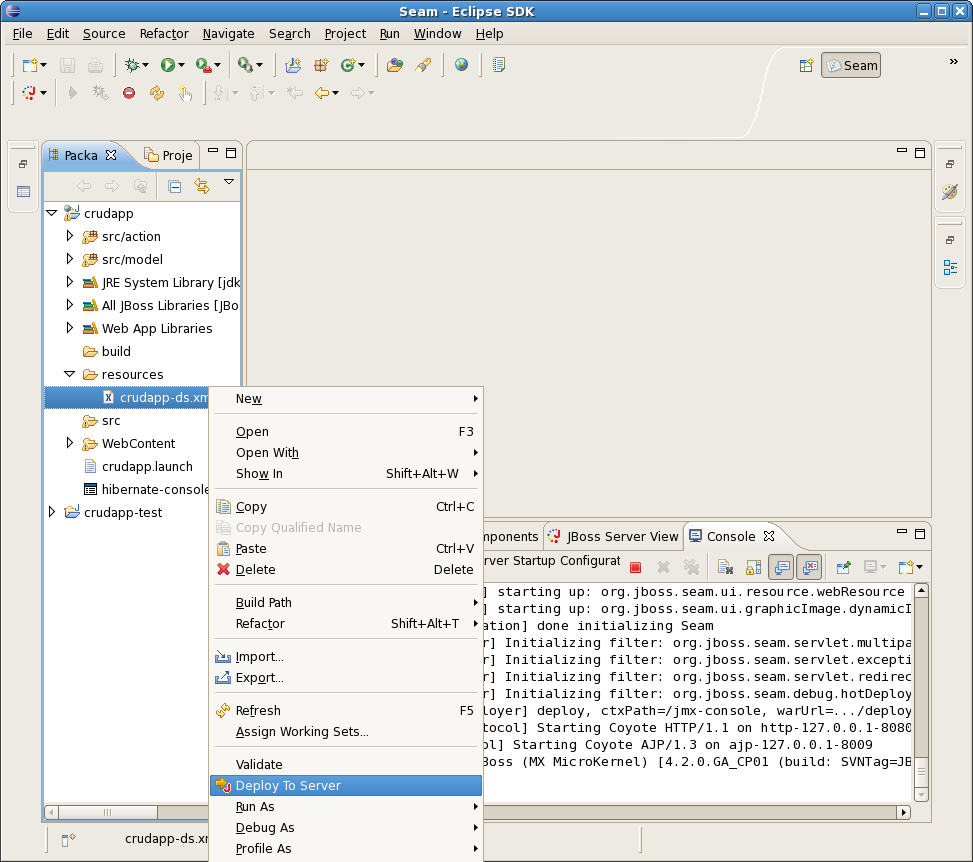 Seam - Eclipse SDK
File Edit Source Refactor Navigate Search Project Run Window Help
Seam
»
Packa
Proje
crudapp
src/action
src/model
JRE System Library [jdk
All JBoss Libraries [JBo
Web App Libraries
build
resources
crudapp-ds.xm
src
WebContent
crudapp.launch
hibernate-console
crudapp-test
New
Open F3
Open With
Show In Shift+Alt+W
Copy Ctrl+C
Copy Qualified Name
Paste Ctrl+V
Delete Delete
Build Path
Refactor Shift+Alt+T
Import...
Export...
Refresh F5
Assign Working Sets...
Validate
Deploy To Server
Run As
Debug As
Profile As
mponents
JBoss Server View
Console
rver Startup Configurat
] starting up: org.jboss.seam.ui.resource.webResource
] starting up: org.jboss.seam.ui.graphicImage.dynamicI
ation] done initializing Seam
r] Initializing filter: org.jboss.seam.servlet.multipa
r] Initializing filter: org.jboss.seam.servlet.excepti
r] Initializing filter: org.jboss.seam.servlet.redirec
r] Initializing filter: org.jboss.seam.debug.hotDeploy
loyer] deploy, ctxPath=/jmx-console, warUrl=.../deploy
tocol] Starting Coyote HTTP/1.1 on http-127.0.0.1-8080
ol] Starting Coyote AJP/1.3 on ajp-127.0.0.1-8009
Boss (MX MicroKernel) [4.2.0.GA_CP01 (build: SVNTag=JB
crudapp-ds.xm